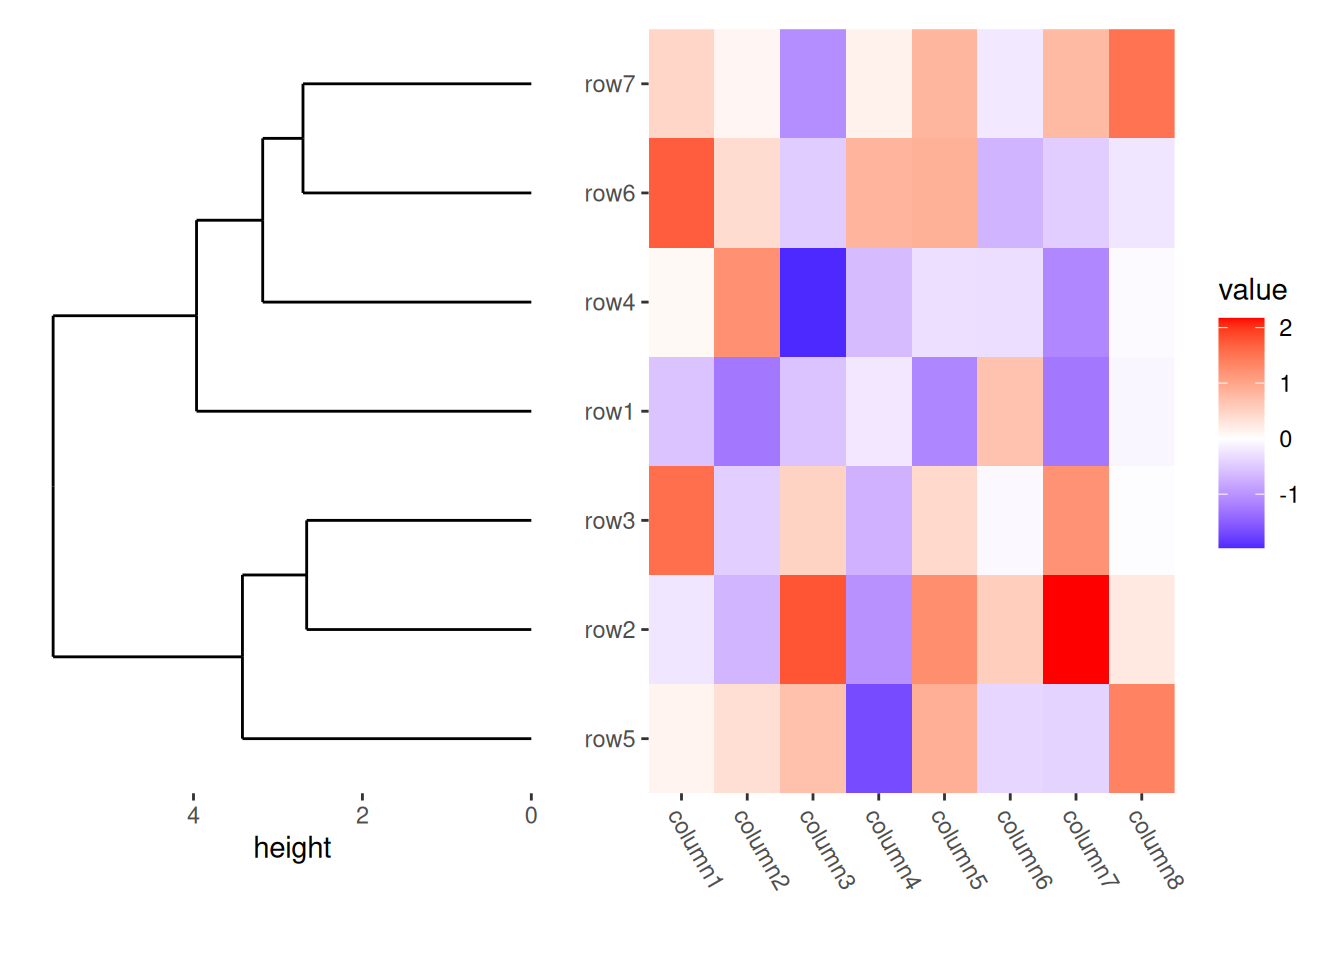 row7
row6
row4
row1
row3
row2
row5
4 2 0
height
column1 column2 column3 column4 column5 column6 column7 column8
value
2
1
0
-1